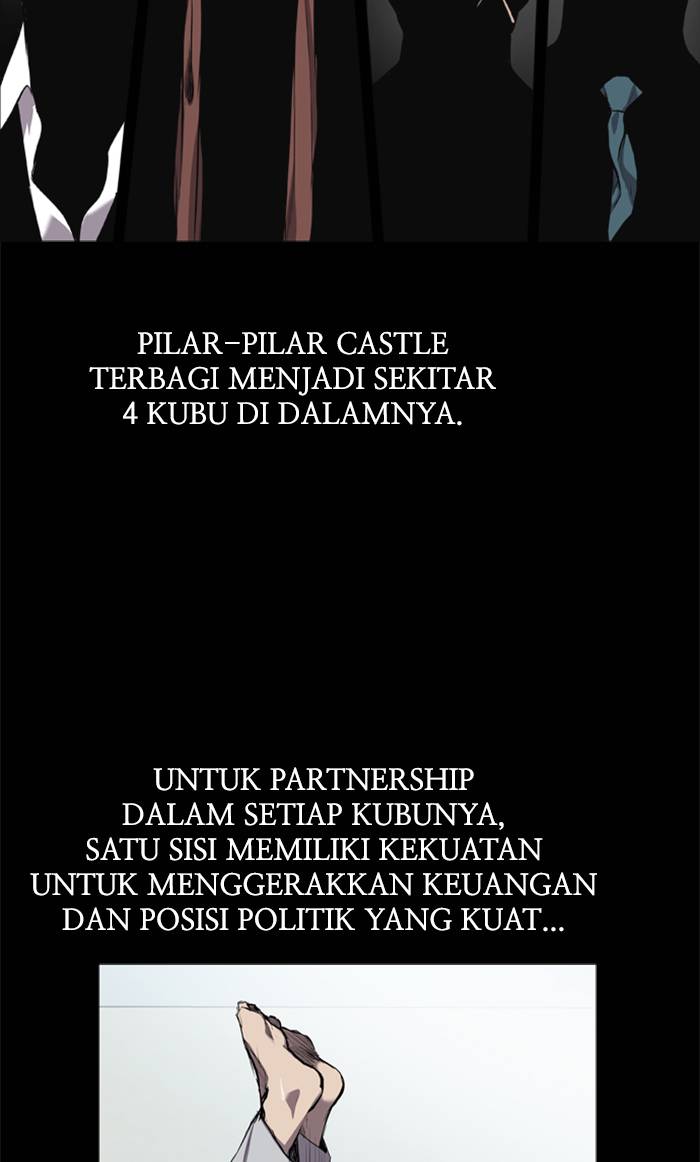 PILAR-PILAR CASTLE
TERBAGI MENJADI SEKITAR
4 KUBU DI DALAMNYA.
UNTUK PARTNERSHIP
DALAM SETIAP KUBUNYA,
SATU SISI MEMILIKI KEKUATAN
UNTUK MENGGERAKKAN KEUANGAN
DAN POSISI POLITIK YANG KUAT...